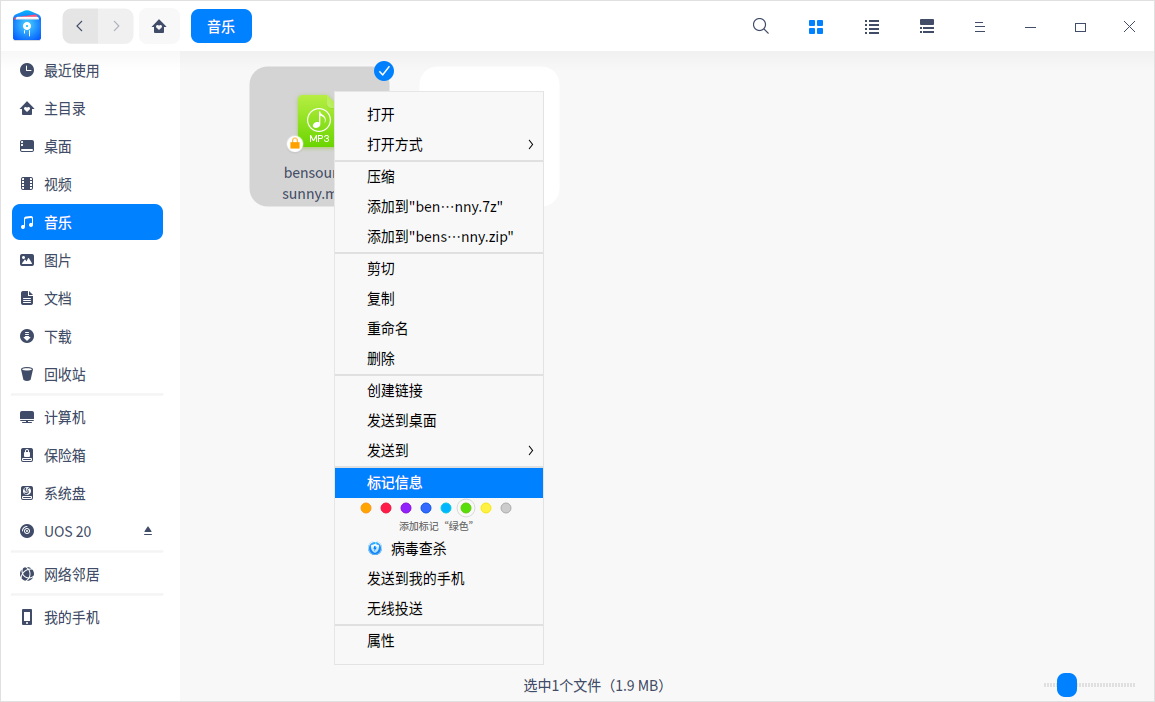 音乐
最近使用
主目录
桌面
视频
音乐
图片
文档
下载
回收站
计算机
保险箱
系统盘
UOS 20
网络邻居
我的手机
MP3
bensour
sunny.m
打开
打开方式
压缩
添加到"ben···nny.7z"
添加到"bens···nny.zip"
剪切
复制
重命名
删除
创建链接
发送到桌面
发送到
标记信息
添加标记“绿色”
病毒查杀
发送到我的手机
无线投送
属性
选中1个文件（1.9 MB）